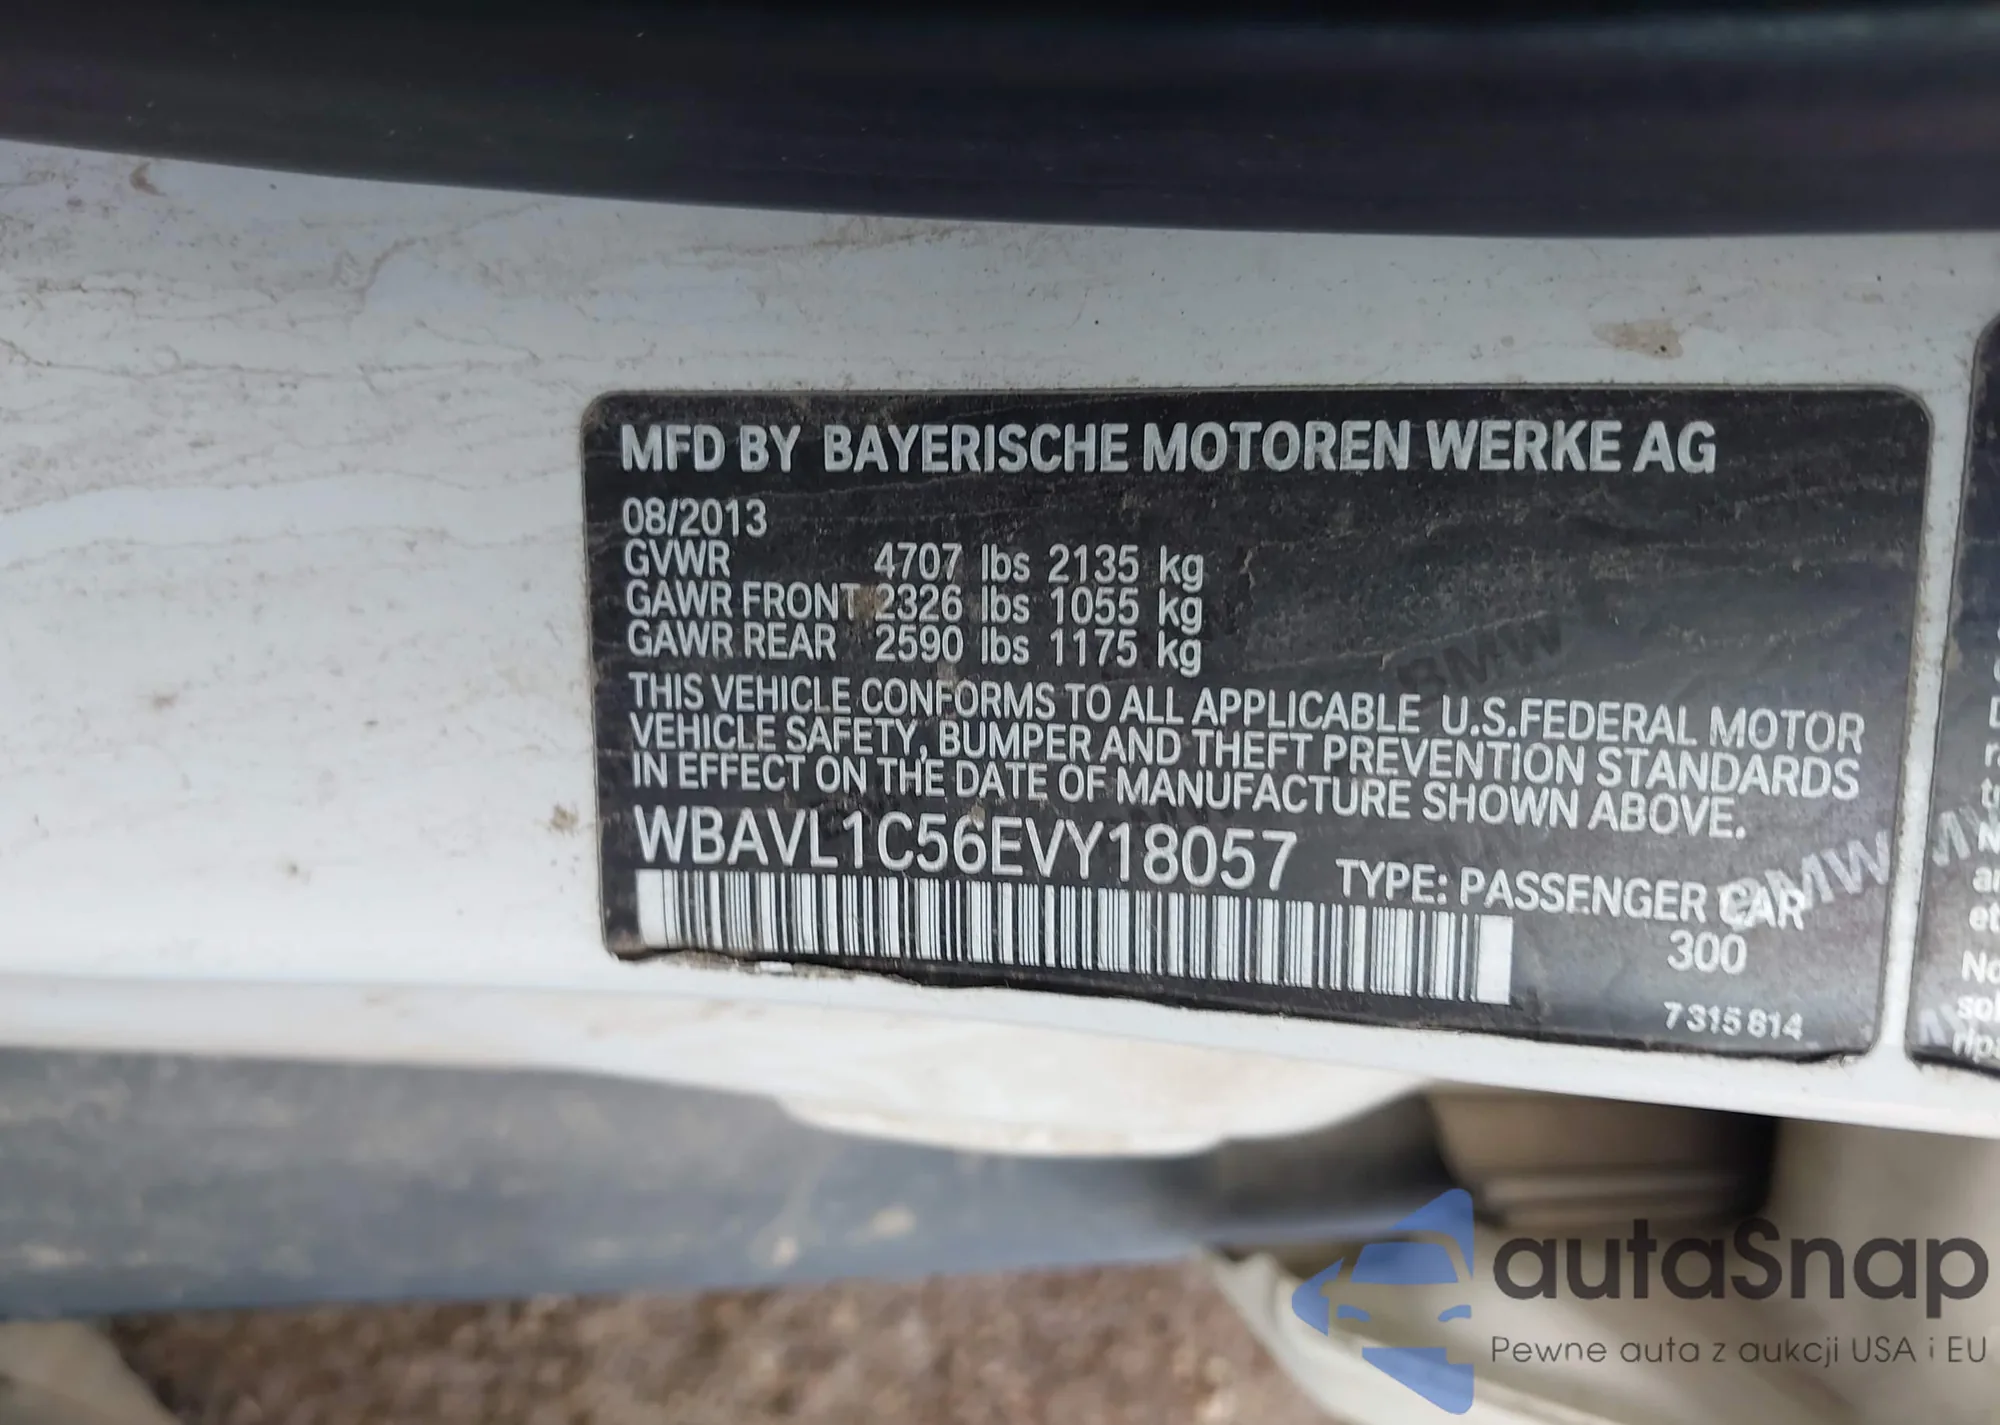 MFD BY BAYERISCHE MOTOREN WERKE AG
08/2013
GVWR 4707 lbs 2135 kg
GAWR FRONT 2326 lbs 1055 kg
GAWR REAR 2590 lbs 1175 kg
THIS VEHICLE CONFORMS TO ALL APPLICABLE U.S.FEDERAL MOTOR
VEHICLE SAFETY, BUMPER AND THEFT PREVENTION STANDARDS
IN EFFECT ON THE DATE OF MANUFACTURE SHOWN ABOVE.
WBAVL1C56EVY18057 TYPE: PASSENGER CAR
300
7 315 814
BMW
BMW
autaSnap
Pewne auta z aukcji USA i EU